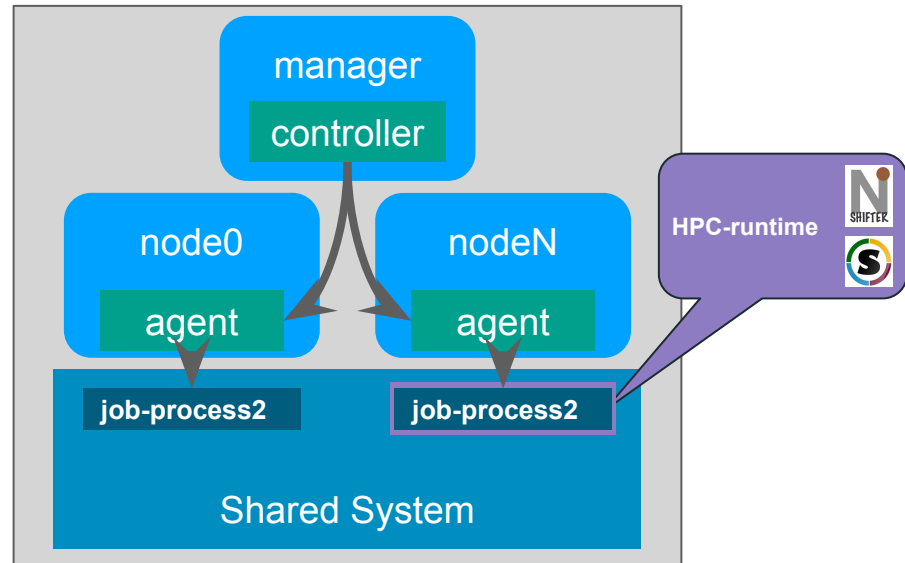 manager
controller
node0
nodeN
agent
agent
job-process2
job-process2
Shared System
HPC-runtime
N
SHIFTER
S